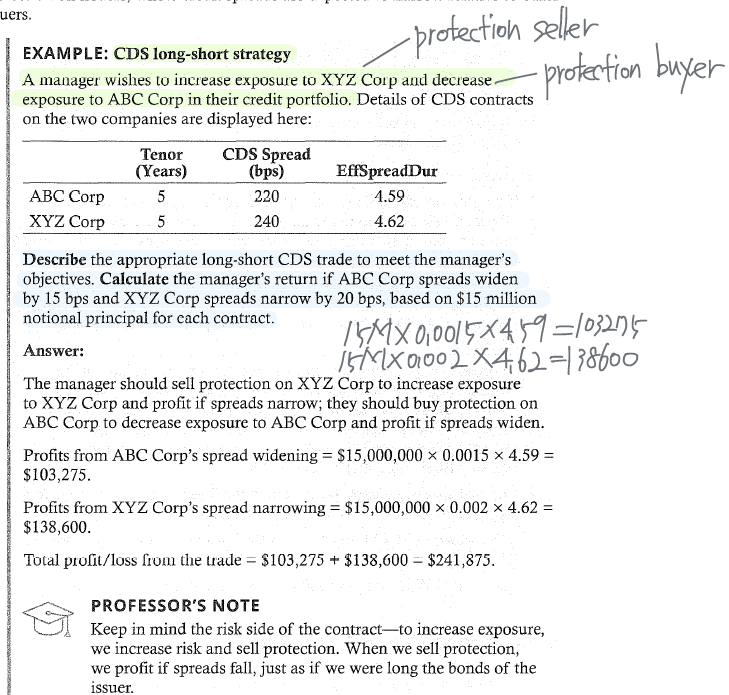 uers.
protection seller
EXAMPLE: CDS long-short strategy
protection buyer
A manager wishes to increase exposure to XYZ Corp and decrease
exposure to ABC Corp in their credit portfolio. Details of CDS contracts
on the two companies are displayed here:
Tenor (Years) CDS Spread (bps) EffSpreadDur
ABC Corp 5 220 4.59
XYZ Corp 5 240 4.62
Describe the appropriate long-short CDS trade to meet the manager's
objectives. Calculate the manager's return if ABC Corp spreads widen
by 15 bps and XYZ Corp spreads narrow by 20 bps, based on $15 million
notional principal for each contract.
15M×0.0015×4.59=103275
15M×0.002×4.62=138600
Answer:
The manager should sell protection on XYZ Corp to increase exposure
to XYZ Corp and profit if spreads narrow; they should buy protection on
ABC Corp to decrease exposure to ABC Corp and profit if spreads widen.
Profits from ABC Corp's spread widening = $15,000,000 × 0.0015 × 4.59 =
$103,275.
Profits from XYZ Corp's spread narrowing = $15,000,000 × 0.002 × 4.62 =
$138,600.
Total profit/loss from the trade = $103,275 + $138,600 = $241,875.
PROFESSOR'S NOTE
Keep in mind the risk side of the contract—to increase exposure,
we increase risk and sell protection. When we sell protection,
we profit if spreads fall, just as if we were long the bonds of the
issuer.